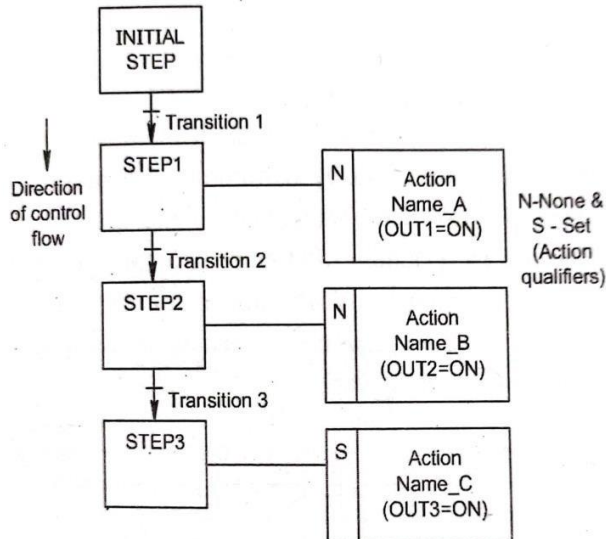 INITIAL
STEP
Transition 1
STEP1
Direction
of control
flow
N
Action
Name_A
(OUT1=ON)
N-None &
S - Set
(Action
qualifiers)
Transition 2
STEP2
N
Action
Name_B
(OUT2=ON)
Transition 3
STEP3
S
Action
Name_C
(OUT3=ON)